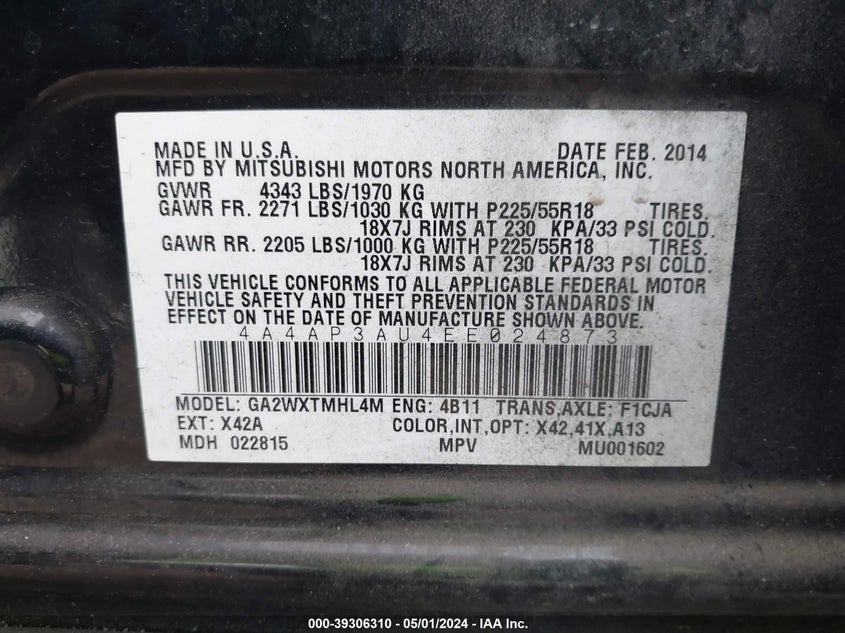 MADE IN U.S.A. DATE FEB. 2014
MFD BY MITSUBISHI MOTORS NORTH AMERICA, INC.
GVWR 4343 LBS/1970 KG
GAWR FR. 2271 LBS/1030 KG WITH P225/55R18 TIRES.
18X7J RIMS AT 230 KPA/33 PSI COLD.
GAWR RR. 2205 LBS/1000 KG WITH P225/55R18 TIRES.
18X7J RIMS AT 230 KPA/33 PSI COLD.
THIS VEHICLE CONFORMS TO ALL APPLICABLE FEDERAL MOTOR
VEHICLE SAFETY AND THEFT PREVENTION STANDARDS IN
EFFECT ON THE DATE OF MANUFACTURE SHOWN ABOVE.
4A4AP3AU4EE024873
MODEL: GA2WXTMHL4M ENG: 4B11 TRANS,AXLE: F1CJA
EXT: X42A COLOR,INT,OPT: X42,41X,A13
MDH 022815 MPV MU001602
000-39306310 - 05/01/2024 - IAA Inc.